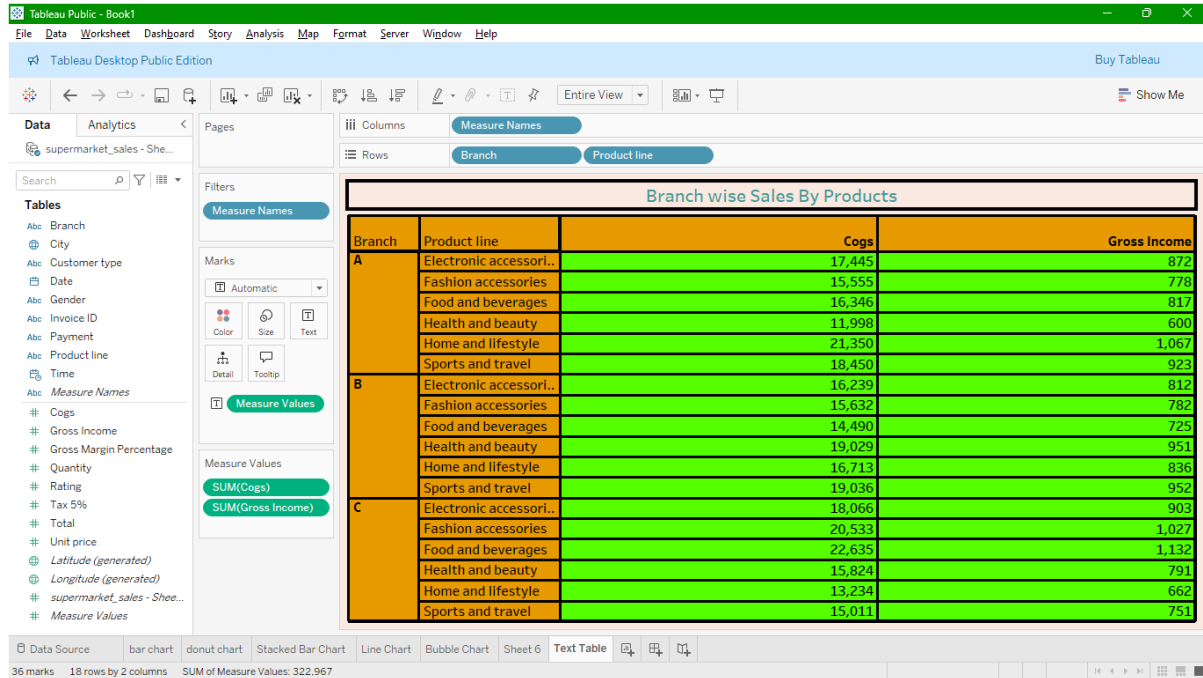 Tableau Public - Book1
File Data Worksheet Dashboard Story Analysis Map Format Server Window Help
Tableau Desktop Public Edition Buy Tableau
Entire View Show Me
Data Analytics
supermarket_sales - She...
Search
Tables
Abc Branch
City
Abc Customer type
Date
Abc Gender
Abc Invoice ID
Abc Payment
Abc Product line
Time
Abc Measure Names
# Cogs
# Gross Income
# Gross Margin Percentage
# Quantity
# Rating
# Tax 5%
# Total
# Unit price
Latitude (generated)
Longitude (generated)
# supermarket_sales - Shee...
# Measure Values
Pages
Filters
Measure Names
Marks
T Automatic
Color Size Text
Detail Tooltip
T Measure Values
Measure Values
SUM(Cogs)
SUM(Gross Income)
Columns Measure Names
Rows Branch Product line
Branch wise Sales By Products
Branch Product line Cogs Gross Income
A Electronic accessori.. 17,445 872
Fashion accessories 15,555 778
Food and beverages 16,346 817
Health and beauty 11,998 600
Home and lifestyle 21,350 1,067
Sports and travel 18,450 923
B Electronic accessori.. 16,239 812
Fashion accessories 15,632 782
Food and beverages 14,490 725
Health and beauty 19,029 951
Home and lifestyle 16,713 836
Sports and travel 19,036 952
C Electronic accessori.. 18,066 903
Fashion accessories 20,533 1,027
Food and beverages 22,635 1,132
Health and beauty 15,824 791
Home and lifestyle 13,234 662
Sports and travel 15,011 751
Data Source bar chart donut chart Stacked Bar Chart Line Chart Bubble Chart Sheet 6 Text Table
36 marks 18 rows by 2 columns SUM of Measure Values: 322,967